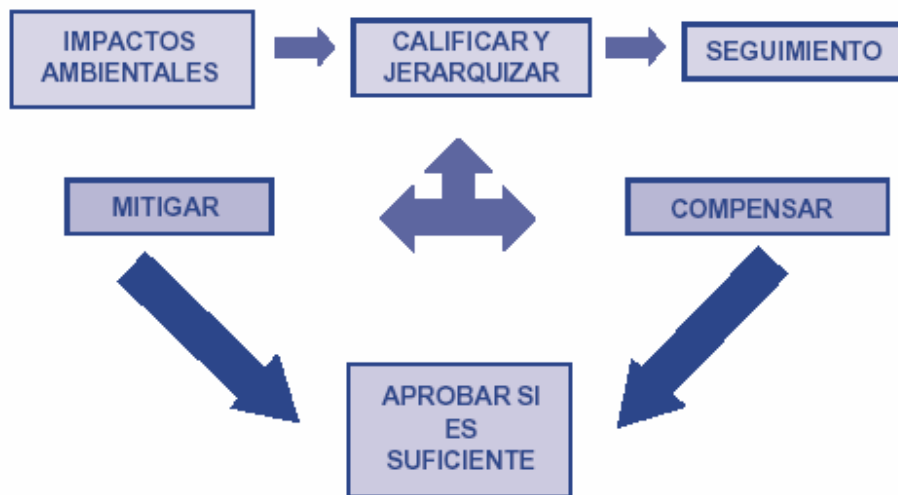 IMPACTOS
AMBIENTALES
CALIFICAR Y
JERARQUIZAR
SEGUIMIENTO
MITIGAR
COMPENSAR
APROBAR SI
ES
SUFICIENTE